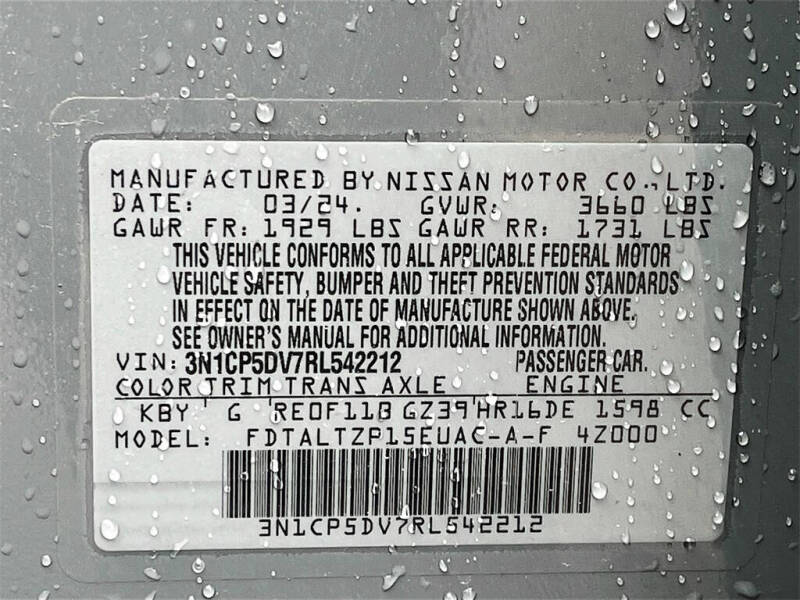 MANUFACTURED BY NISSAN MOTOR CO., LTD.
DATE: 03/24. GVWR: 3660 LBS
GAWR FR: 1929 LBS GAWR RR: 1731 LBS
THIS VEHICLE CONFORMS TO ALL APPLICABLE FEDERAL MOTOR
VEHICLE SAFETY, BUMPER AND THEFT PREVENTION STANDARDS
IN EFFECT ON THE DATE OF MANUFACTURE SHOWN ABOVE.
SEE OWNER'S MANUAL FOR ADDITIONAL INFORMATION.
VIN: 3N1CP5DV7RL542212 PASSENGER CAR.
COLOR TRIM TRANS AXLE ENGINE
KBY G RE0F11B GZ39 HR16DE 1598 CC
MODEL: FDTALTZP15EUAC-A-F 4Z000
3N1CP5DV7RL542212